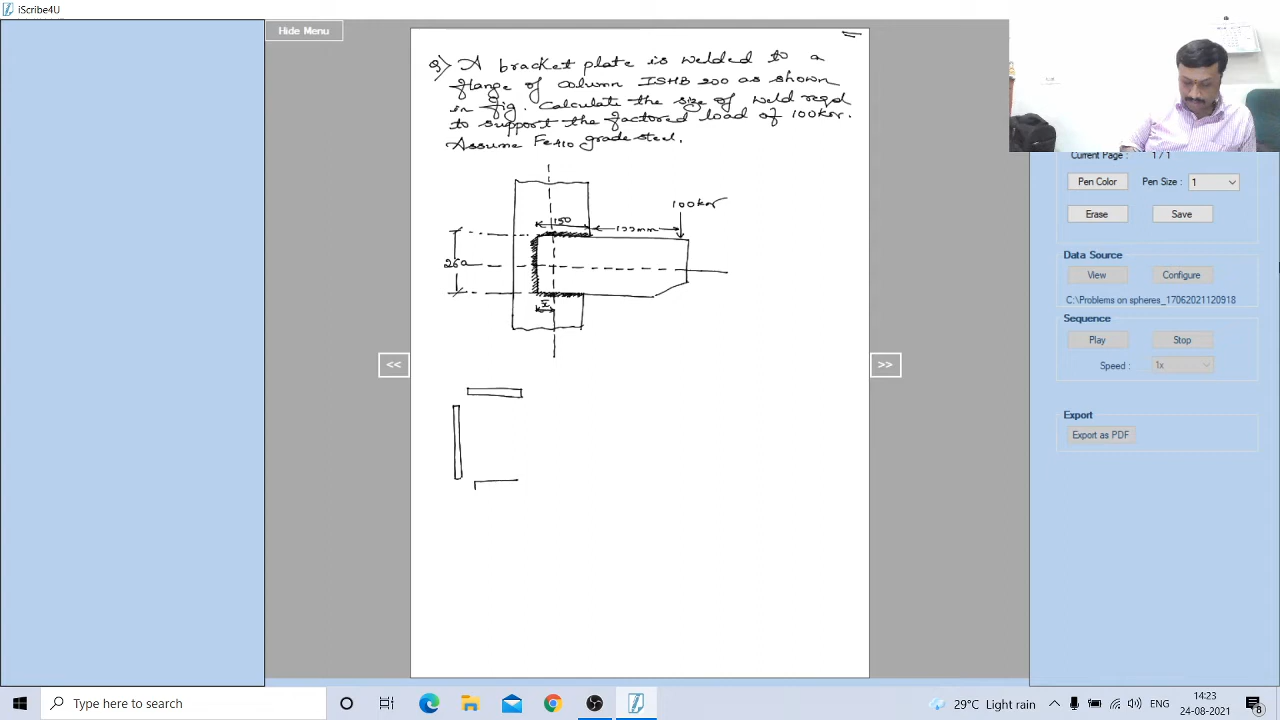 iScribe4U
Hide Menu
Q) A bracket plate is welded to a
flange of column ISHB 200 as shown
in fig. Calculate the size of weld reqd
to support the factored load of 100kN.
Assume Fe410 grade steel.
100kN
150
100mm
260
x̄
<<
>>
Current Page : 1 / 1
Pen Color
Pen Size : 1
Erase
Save
Data Source
View
Configure
C:\Problems on spheres_17062021120918
Sequence
Play
Stop
Speed : 1x
Export
Export as PDF
Type here to search
29°C Light rain
ENG
14:23
24-08-2021
8